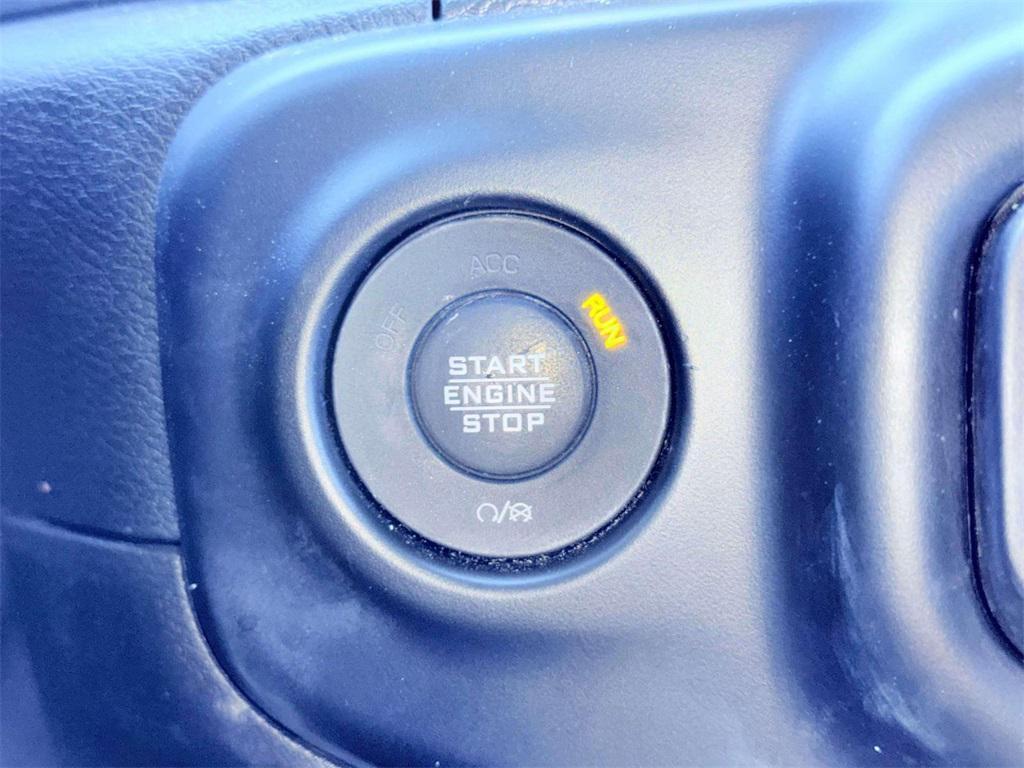 ACC
OFF
RUN
START
ENGINE
STOP